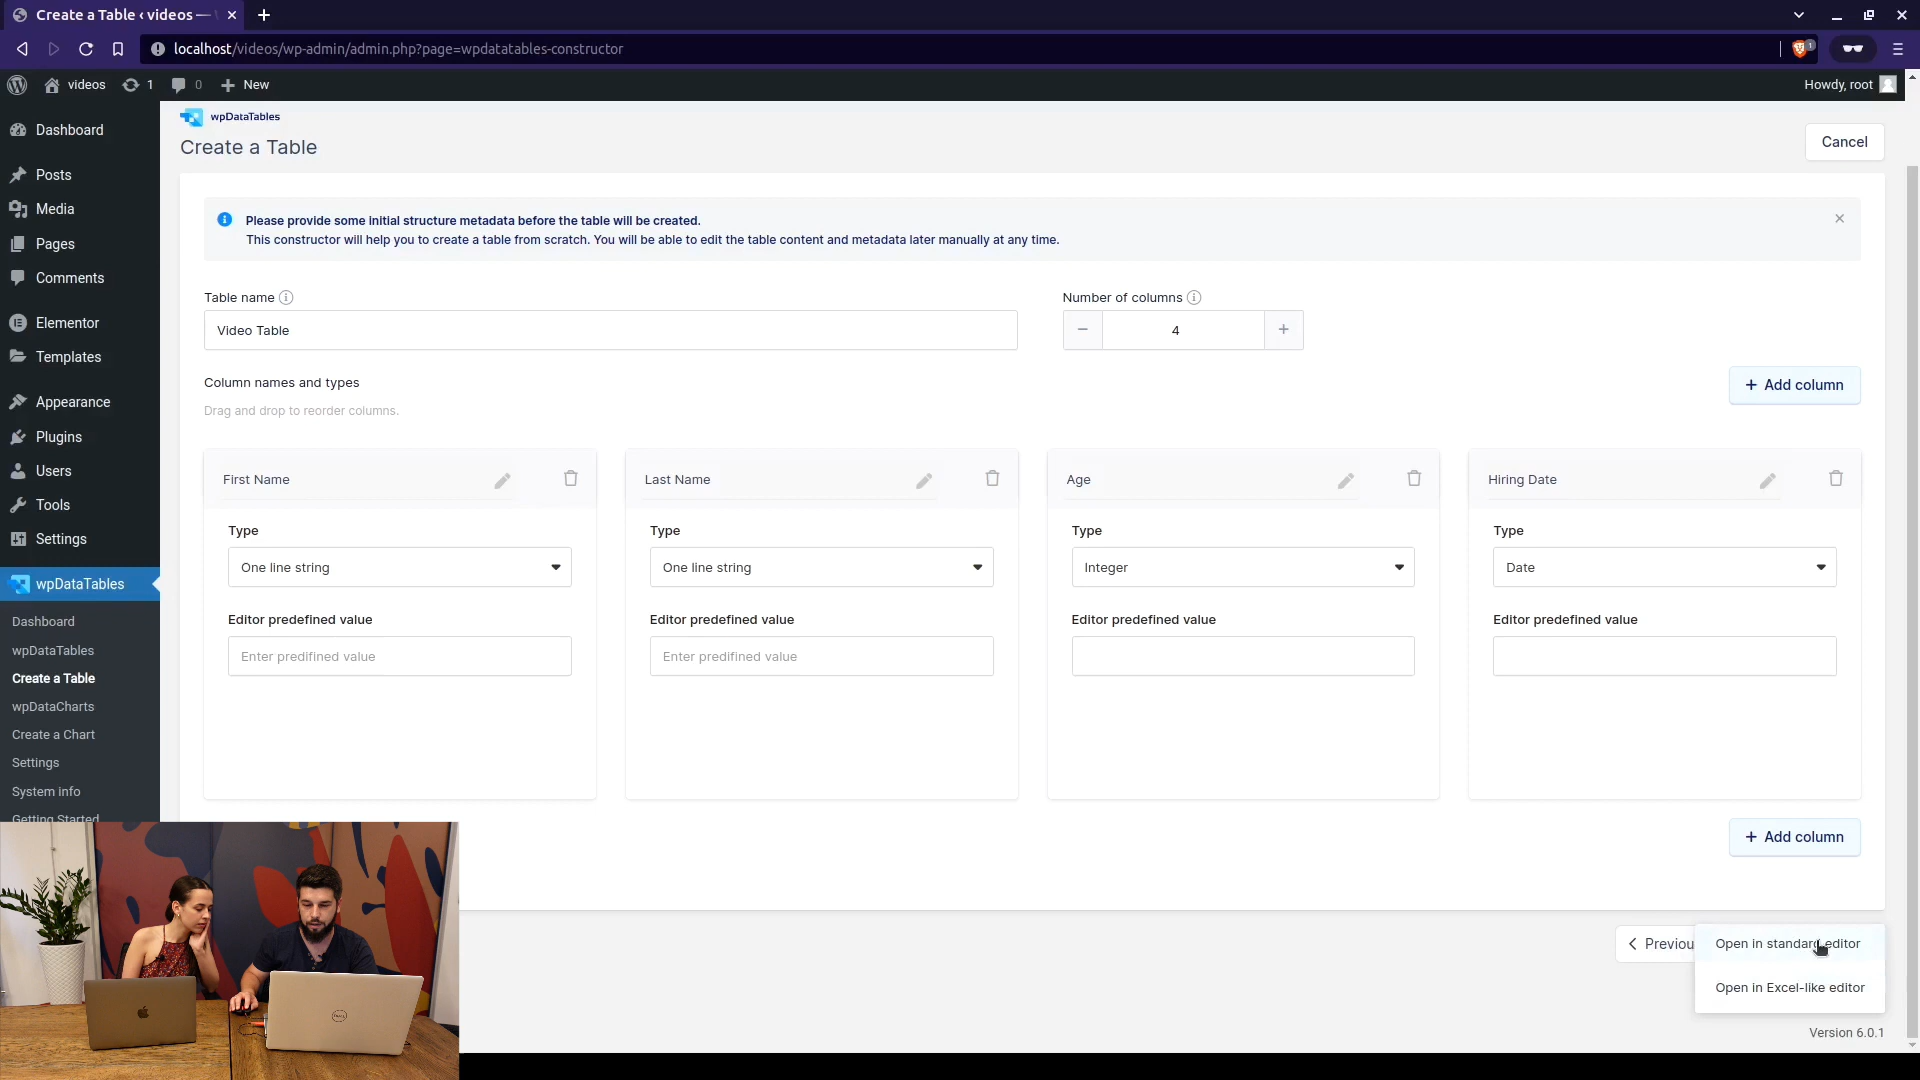 Create a Table ‹ videos —
localhost/videos/wp-admin/admin.php?page=wpdatatables-constructor
1
videos
1
0
New
Howdy, root
Dashboard
Posts
Media
Pages
Comments
Elementor
Templates
Appearance
Plugins
Users
Tools
Settings
wpDataTables
Dashboard
wpDataTables
Create a Table
wpDataCharts
Create a Chart
Settings
System info
Getting Started
wpDataTables
Create a Table
Cancel
Please provide some initial structure metadata before the table will be created.
This constructor will help you to create a table from scratch. You will be able to edit the table content and metadata later manually at any time.
Table name
Number of columns
Video Table
4
Column names and types
Add column
Drag and drop to reorder columns.
First Name
Type
One line string
Editor predefined value
Enter predifined value
Last Name
Type
One line string
Editor predefined value
Enter predifined value
Age
Type
Integer
Editor predefined value
Hiring Date
Type
Date
Editor predefined value
Add column
Previou
Open in standard editor
Open in Excel-like editor
Version 6.0.1